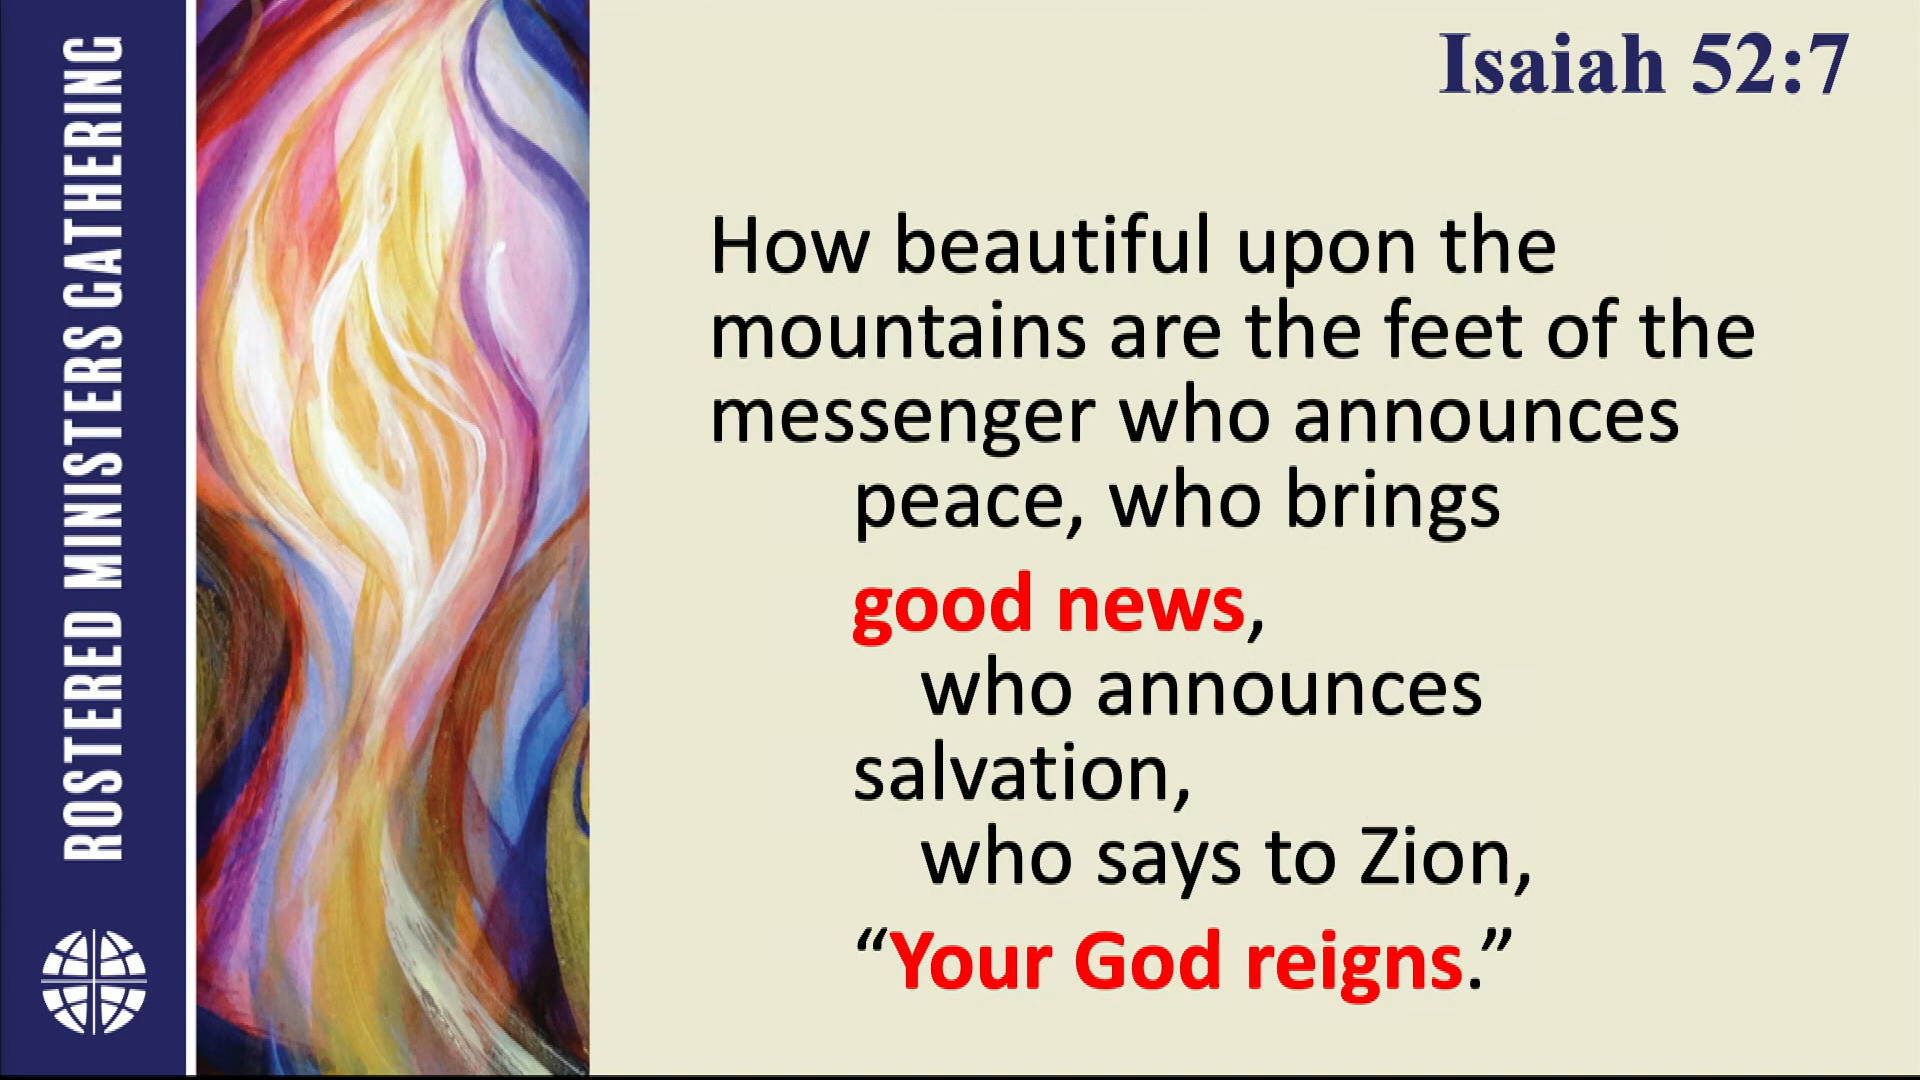 ROSTERED MINISTERS GATHERING
Isaiah 52:7
How beautiful upon the
mountains are the feet of the
messenger who announces
peace, who brings
good news,
who announces
salvation,
who says to Zion,
“Your God reigns.”